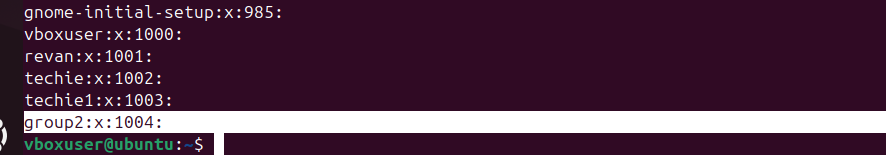 gnome-initial-setup:x:985:
vboxuser:x:1000:
revan:x:1001:
techie:x:1002:
techie1:x:1003:
group2:x:1004:
vboxuser@ubuntu:~$